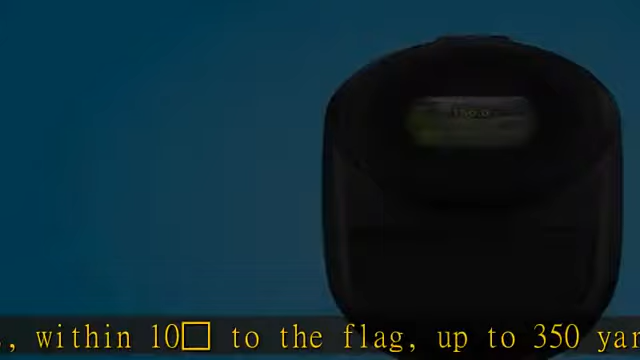 , within 10□ to the flag, up to 350 yar